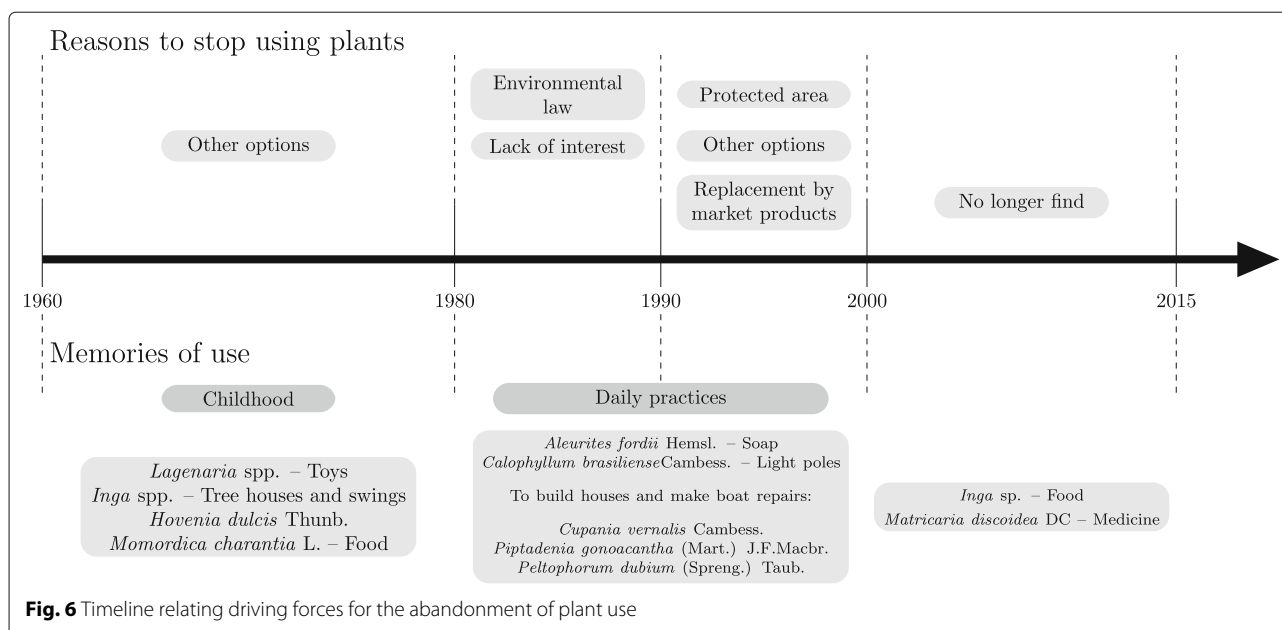 Reasons to stop using plants
Other options
Environmental
law
Lack of interest
Protected area
Other options
Replacement by
market products
No longer find
1960
1980
1990
2000
2015
Memories of use
Childhood
Lagenaria spp. – Toys
Inga spp. – Tree houses and swings
Hovenia dulcis Thunb.
Momordica charantia L. – Food
Daily practices
Aleurites fordii Hemsl. – Soap
Calophyllum brasilienseCambess. – Light poles
To build houses and make boat repairs:
Cupania vernalis Cambess.
Piptadenia gonoacantha (Mart.) J.F.Macbr.
Peltophorum dubium (Spreng.) Taub.
Inga sp. – Food
Matricaria discoidea DC – Medicine
Fig. 6 Timeline relating driving forces for the abandonment of plant use